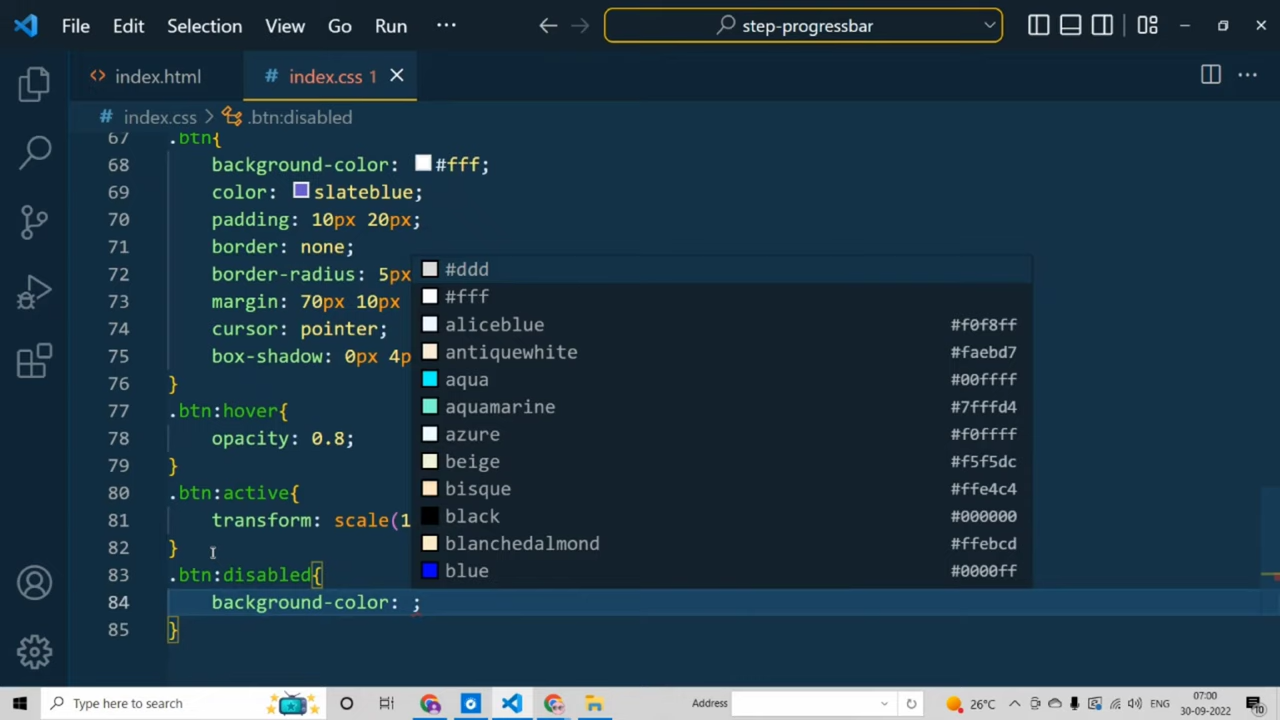 File Edit Selection View Go Run ··· step-progressbar
index.html index.css 1
index.css > .btn:disabled
67 .btn{
68 background-color: #fff;
69 color: slateblue;
70 padding: 10px 20px;
71 border: none;
72 border-radius: 5px
73 margin: 70px 10px
74 cursor: pointer;
75 box-shadow: 0px 4p
76 }
77 .btn:hover{
78 opacity: 0.8;
79 }
80 .btn:active{
81 transform: scale(1
82 }
83 .btn:disabled{
84 background-color: ;
85 }
#ddd
#fff
aliceblue #f0f8ff
antiquewhite #faebd7
aqua #00ffff
aquamarine #7fffd4
azure #f0ffff
beige #f5f5dc
bisque #ffe4c4
black #000000
blanchedalmond #ffebcd
blue #0000ff
Type here to search Address 26°C ENG 07:00
30-09-2022 10